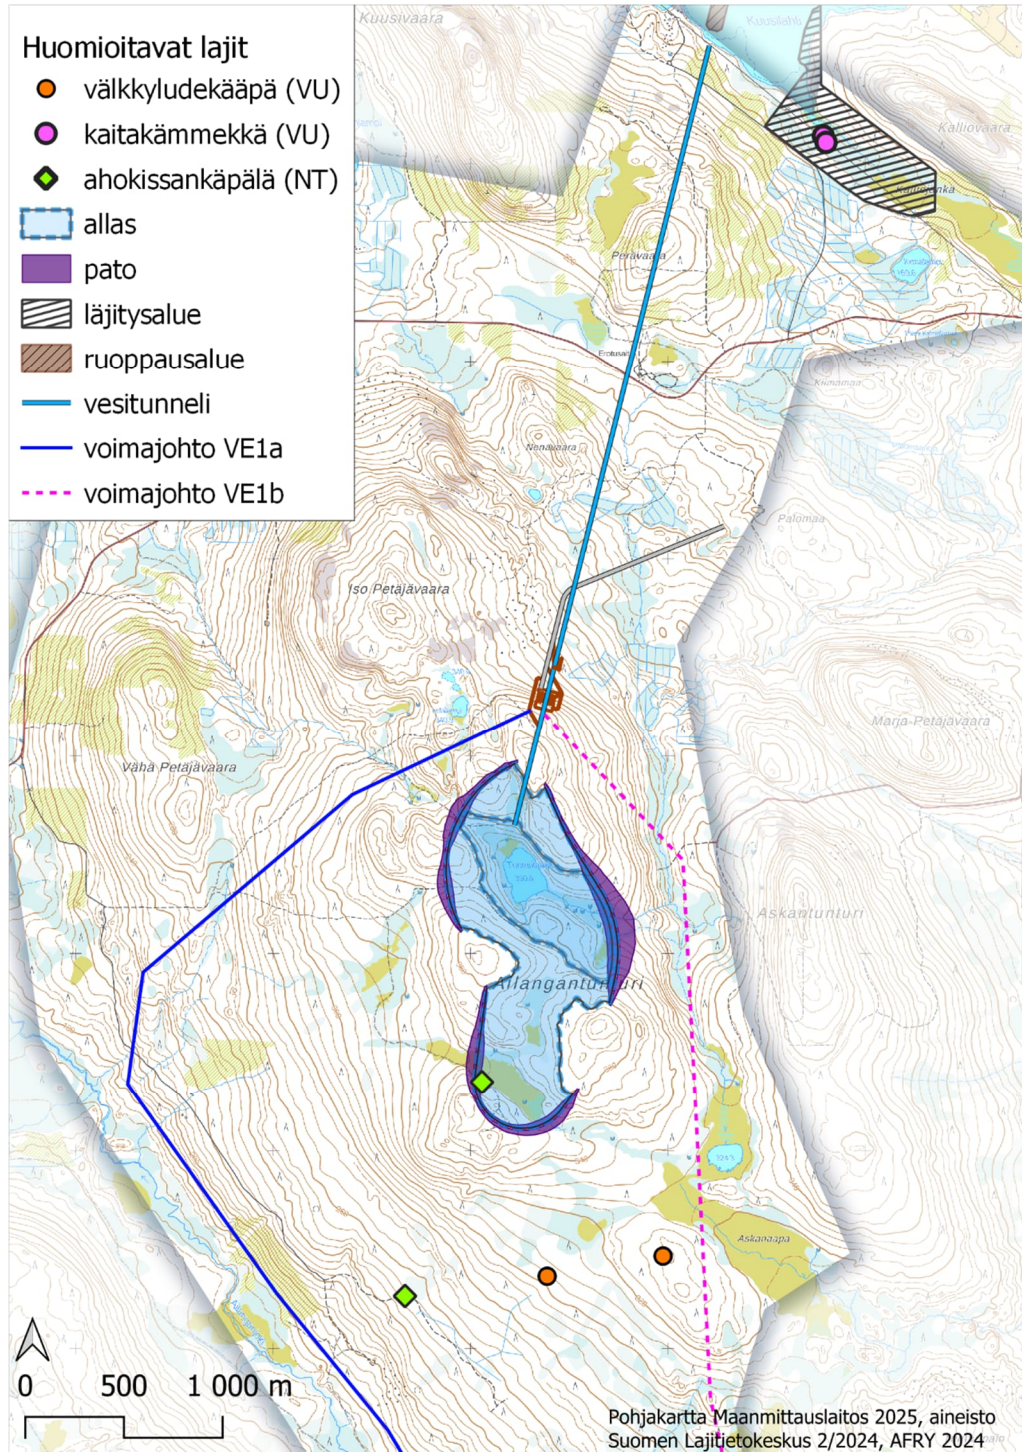 Huomioitavat lajit
välkkyludekääpä (VU)
kaitakämmekkä (VU)
ahokissankäpälä (NT)
allas
pato
läjitysalue
ruoppausalue
vesitunneli
voimajohto VE1a
voimajohto VE1b
Kuusivaara
Kuusilahti
Kalliovaara
Perävaara
Nenävaara
Palomaa
Iso Petäjävaara
Marja-Petäjävaara
Vähä Petäjävaara
Askantunturi
Allangantunturi
Askanaapa
0 500 1 000 m
Pohjakartta Maanmittauslaitos 2025, aineisto
Suomen Lajitietokeskus 2/2024, AFRY 2024